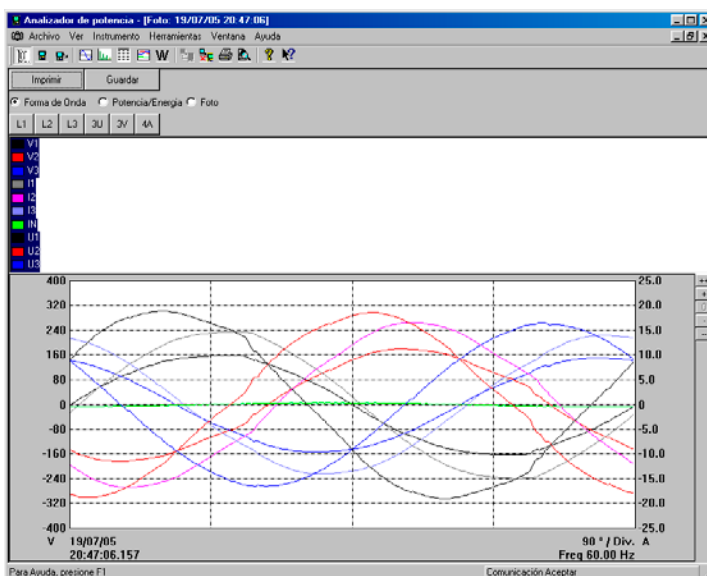 Analizador de potencia - [Foto: 19/07/05 20:47:06]
Archivo Ver Instrumento Herramientas Ventana Ayuda
W
Imprimir Guardar
Forma de Onda Potencia/Energia Foto
L1 L2 L3 3U 3V 4A
V1
V2
V3
I1
I2
I3
IN
U1
U2
U3
400 25.0
320 20.0
240 15.0
160 10.0
80 5.0
0 0.0
-80 -5.0
-160 -10.0
-240 -15.0
-320 -20.0
-400 -25.0
V 19/07/05 90 º / Div. A
20:47:06.157 Freq 60.00 Hz
Para Ayuda, presione F1 Comunicación Aceptar